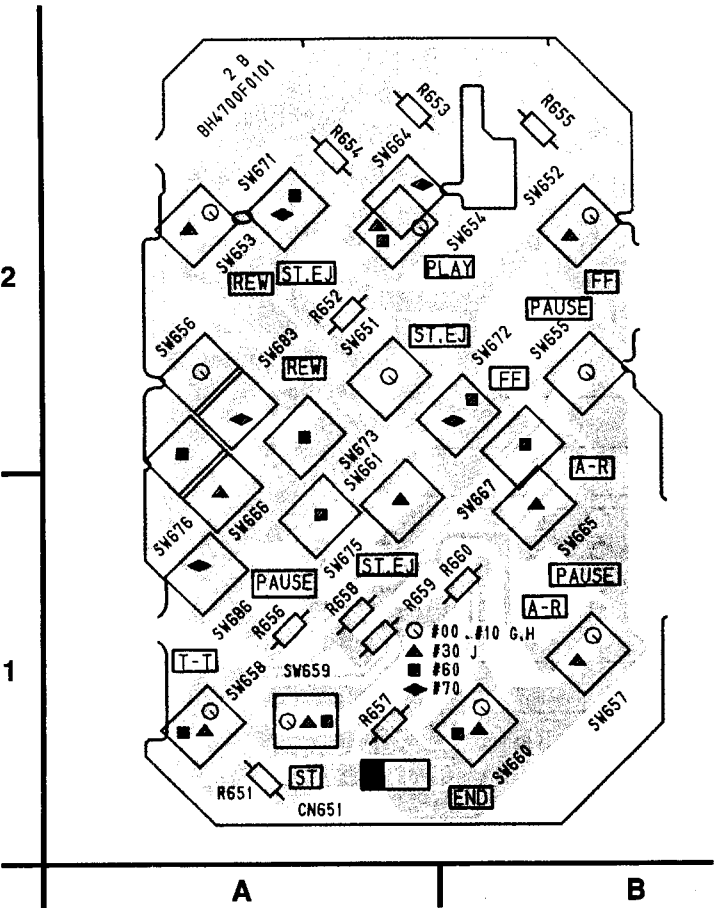 2 B
BH4700F0101
R653
R655
R654
SW664
SW671
SW652
SW653
SW654
REW
ST.EJ
PLAY
FF
2
R652
PAUSE
SW656
SW683
SW651
ST.EJ
SW672
SW655
REW
FF
SW673
SW661
A-R
SW676
SW666
SW675
SW667
SW665
ST.EJ
PAUSE
PAUSE
R660
SW686
R656
R658
R659
A-R
#00..#10 G.H
#30 J
#60
#70
T-T
1
SW658
SW659
R657
SW657
SW660
R651
ST
CN651
END
A
B